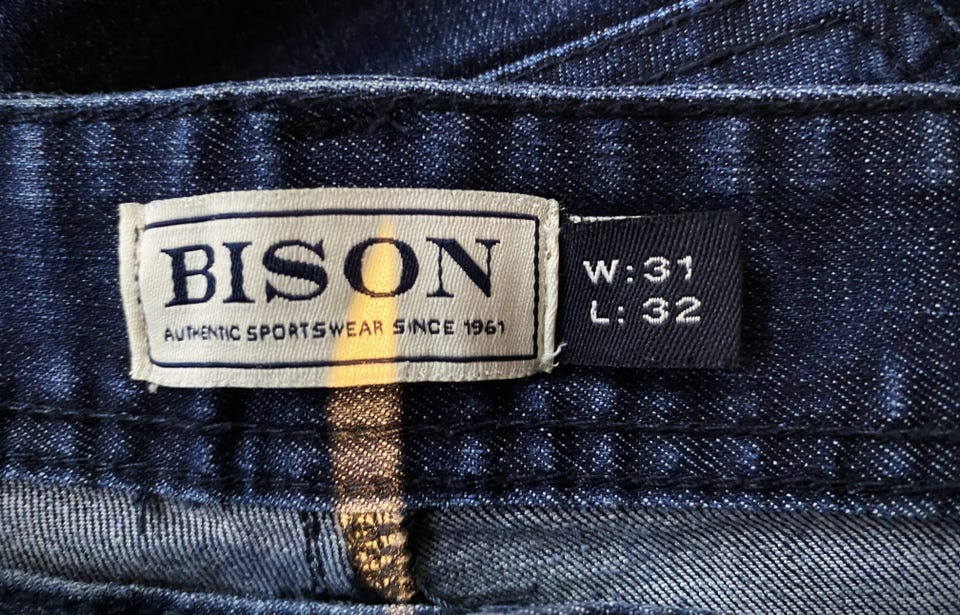 BISON
AUTHENTIC SPORTSWEAR SINCE 1961
W: 31
L: 32